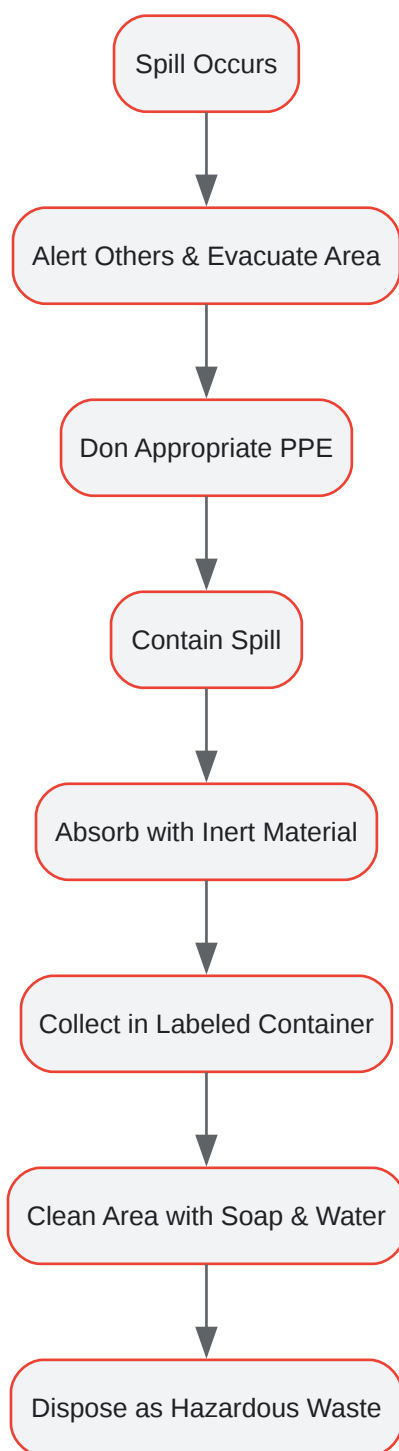 Spill Occurs
Alert Others & Evacuate Area
Don Appropriate PPE
Contain Spill
Absorb with Inert Material
Collect in Labeled Container
Clean Area with Soap & Water
Dispose as Hazardous Waste